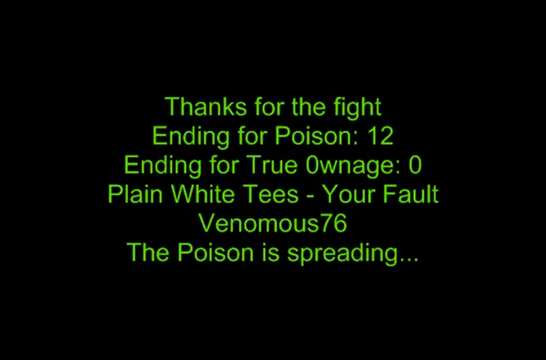 Thanks for the fight
Ending for Poison: 12
Ending for True 0wnage: 0
Plain White Tees - Your Fault
Venomous76
The Poison is spreading...